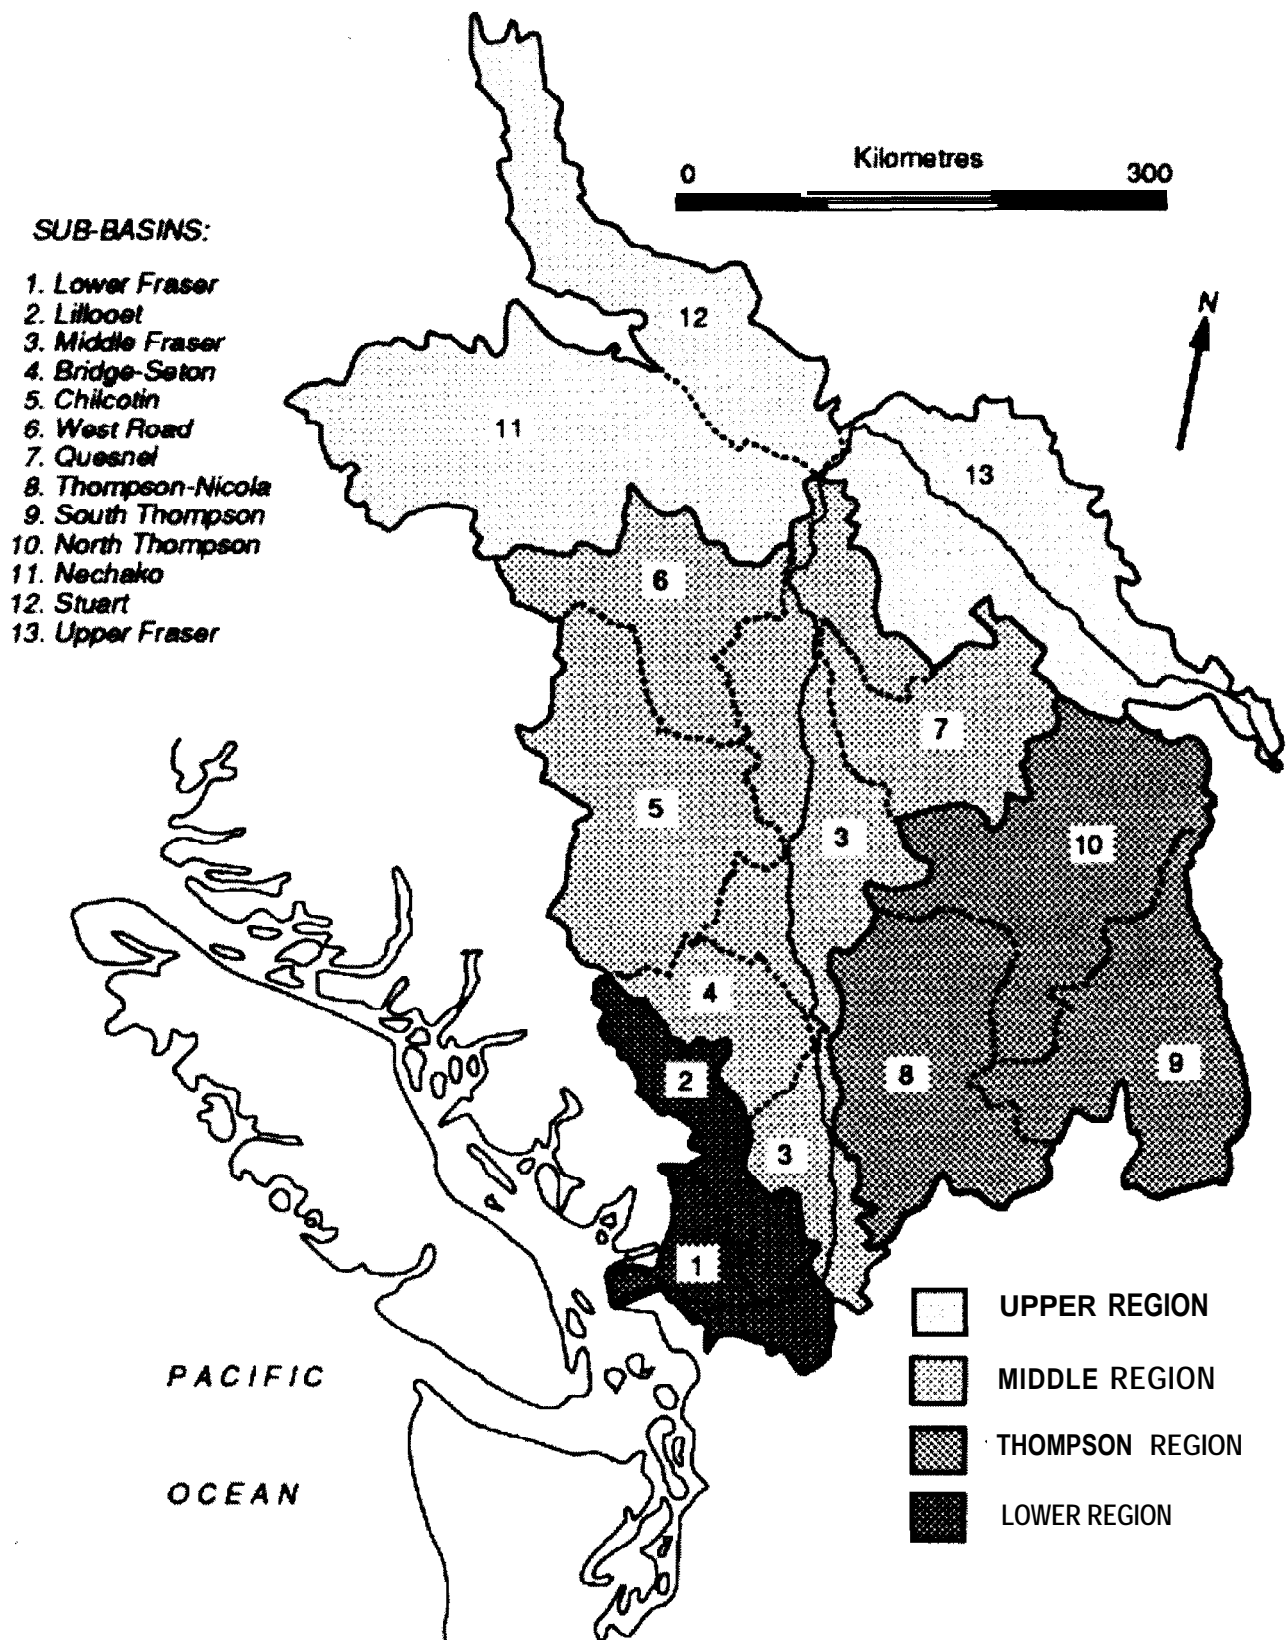 Kilometres
0 300
SUB-BASINS:
1. Lower Fraser
2. Lillooet
3. Middle Fraser
4. Bridge-Seton
5. Chilcotin
6. West Road
7. Quesnel
8. Thompson-Nicola
9. South Thompson
10. North Thompson
11. Nechako
12. Stuart
13. Upper Fraser
N
12
11
13
6
7
5
3
10
4
2
8
9
3
1
UPPER REGION
MIDDLE REGION
THOMPSON REGION
LOWER REGION
PACIFIC
OCEAN